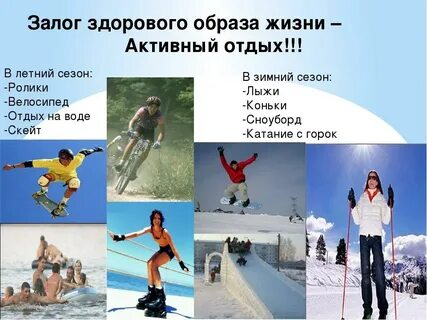 Залог здорового образа жизни –
Активный отдых!!!
В летний сезон:
-Ролики
-Велосипед
-Отдых на воде
-Скейт
В зимний сезон:
-Лыжи
-Коньки
-Сноуборд
-Катание с горок